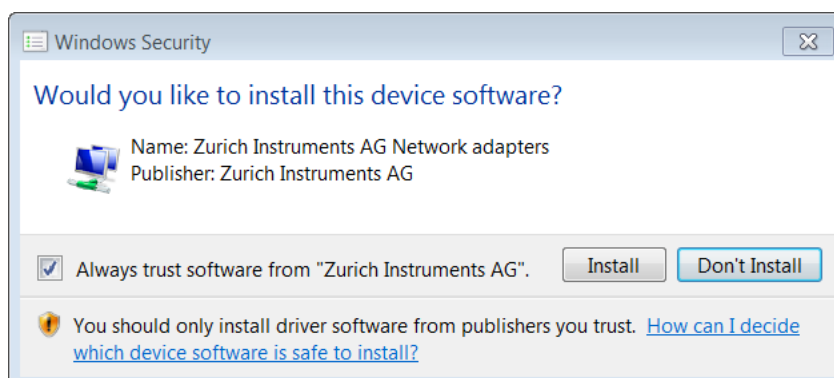 Windows Security
Would you like to install this device software?
Name: Zurich Instruments AG Network adapters
Publisher: Zurich Instruments AG
Always trust software from "Zurich Instruments AG".
Install
Don't Install
You should only install driver software from publishers you trust. How can I decide
which device software is safe to install?